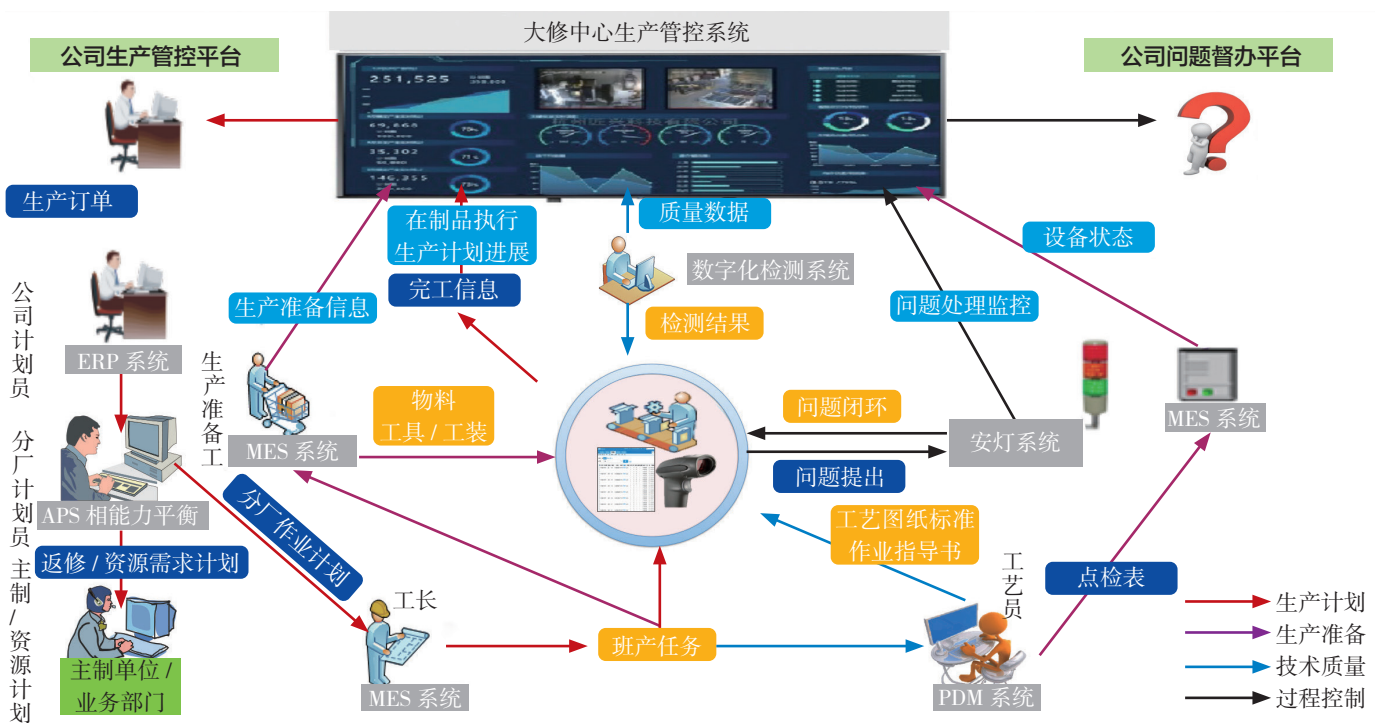 大修中心生产管控系统
公司生产管控平台
公司问题督办平台
251,525
69,668
75%
35,302
71%
146,255
75%
生产订单
在制品执行
生产计划进展
质量数据
设备状态
数字化检测系统
完工信息
生产准备信息
问题处理监控
检测结果
公司计划员
ERP 系统
生产准备工
物料
工具 / 工装
问题闭环
MES 系统
安灯系统
MES 系统
分厂计划员
问题提出
APS 相能力平衡
分厂作业计划
工艺图纸标准
作业指导书
返修 / 资源需求计划
点检表
主制/资源计划
工长
工艺员
班产任务
主制单位 /
业务部门
MES 系统
PDM 系统
生产计划
生产准备
技术质量
过程控制